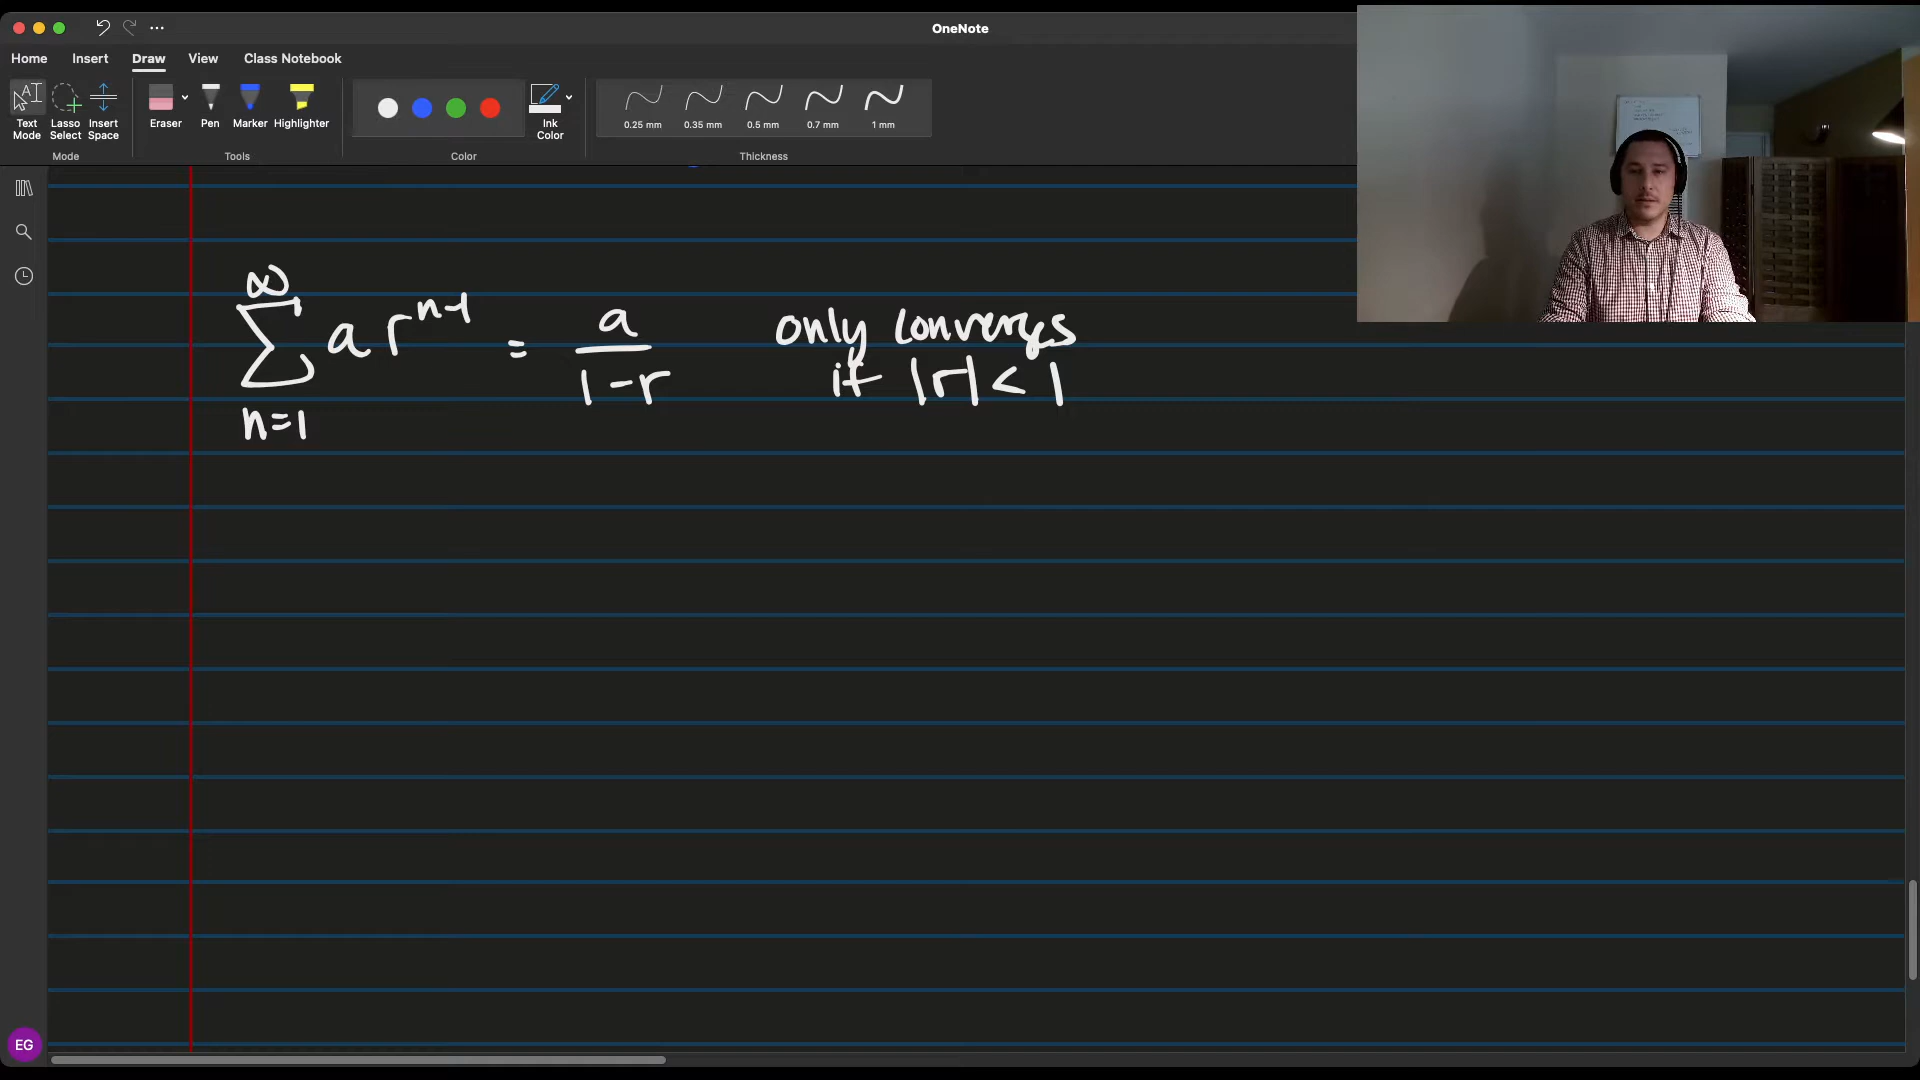 OneNote
Home Insert Draw View Class Notebook
Text Mode
Lasso Select
Insert Space
Eraser
Pen
Marker
Highlighter
Ink Color
0.25 mm 0.35 mm 0.5 mm 0.7 mm 1 mm
Mode Tools Color Thickness
∞
∑ a r^{n-1} = a/(1-r) only converges
n=1
if |r| < 1
EG